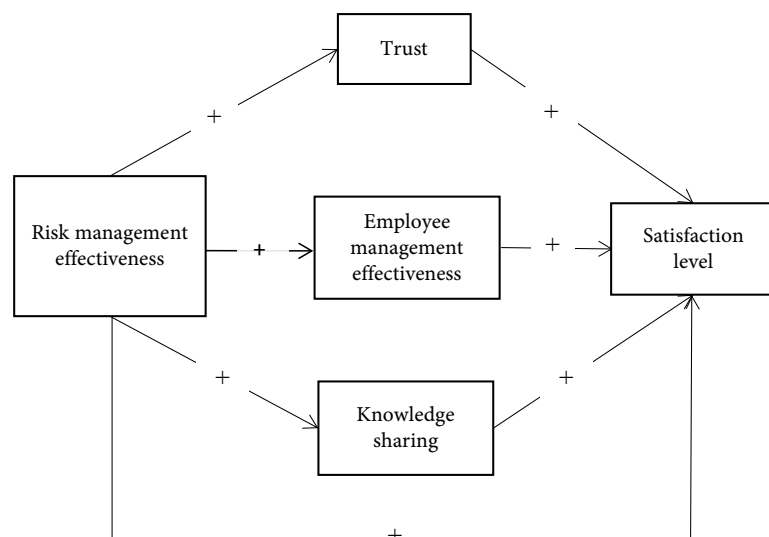 Trust
+
+
Risk management
effectiveness
+
Employee
management
effectiveness
+
Satisfaction
level
+
+
Knowledge
sharing
+